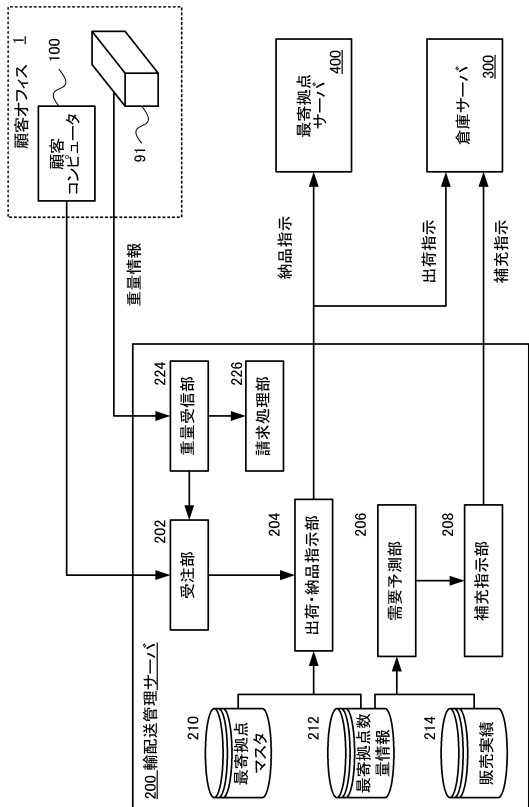 顧客オフィス 1
100
顧客
コンピュータ
91
重量情報
最寄拠点
サーバ
400
倉庫サーバ
300
納品指示
出荷指示
補充指示
200 輸配送管理サーバ
224
重量受信部
226
請求処理部
202
受注部
204
出荷・納品指示部
206
需要予測部
208
補充指示部
210
最寄拠点
マスタ
212
最寄拠点数
量情報
214
販売実績